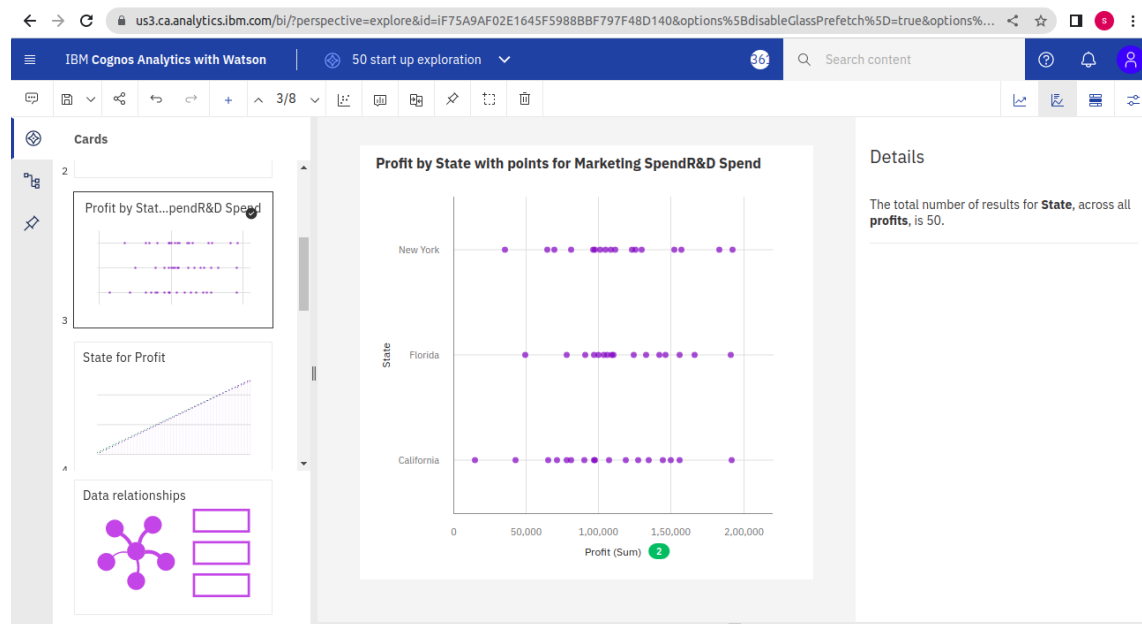 us3.ca.analytics.ibm.com/bi/?perspective=explore&id=iF75A9AF02E1645F5988BBF797F48D140&options%5BdisableGlassPrefetch%5D=true&options%...
S
IBM Cognos Analytics with Watson
50 start up exploration
361
Search content
3/8
Cards
2
Profit by Stat...pendR&D Spend
3
State for Profit
4
Data relationships
Profit by State with points for Marketing SpendR&D Spend
State
New York
Florida
California
0 50,000 1,00,000 1,50,000 2,00,000
Profit (Sum) 2
Details
The total number of results for State, across all
profits, is 50.